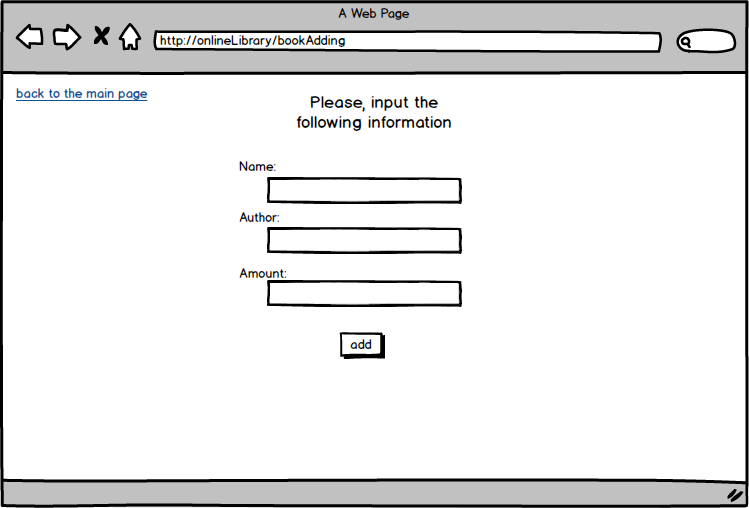 A Web Page
http://onlineLibrary/bookAdding
back to the main page
Please, input the
following information
Name:
Author:
Amount:
add